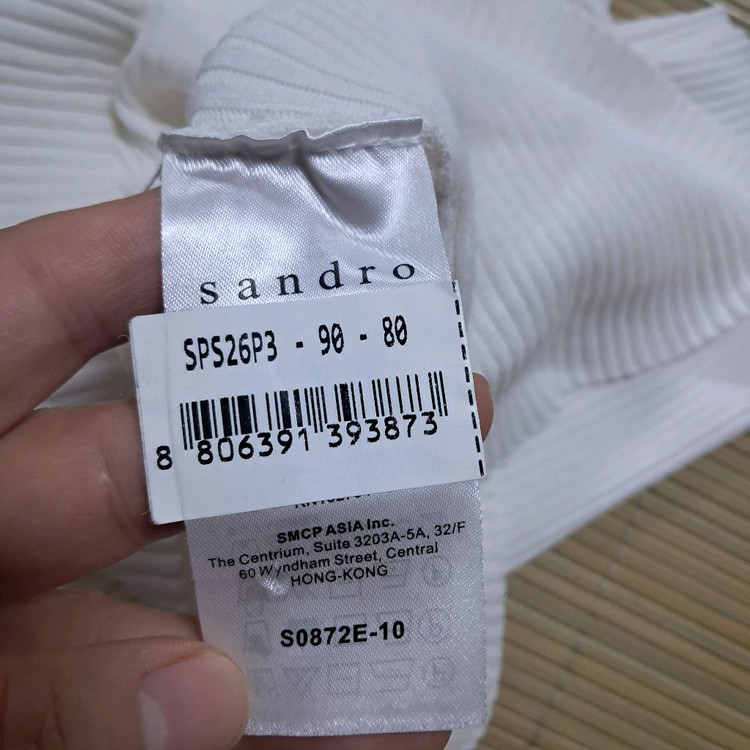 sandro
SPS26P3 - 90 - 80
8 806391 393873
SMCP ASIA Inc.
The Centrium, Suite 3203A-5A, 32/F
60 Wyndham Street, Central
HONG-KONG
S0872E-10